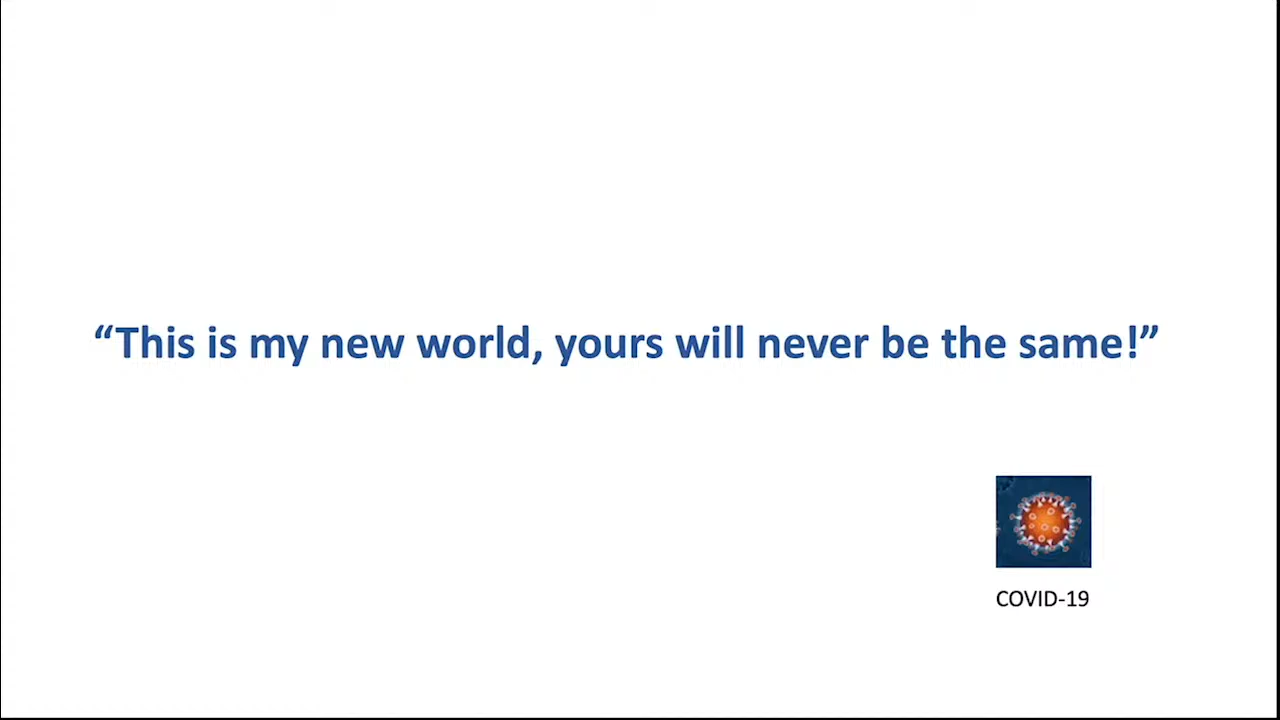 “This is my new world, yours will never be the same!”
COVID-19